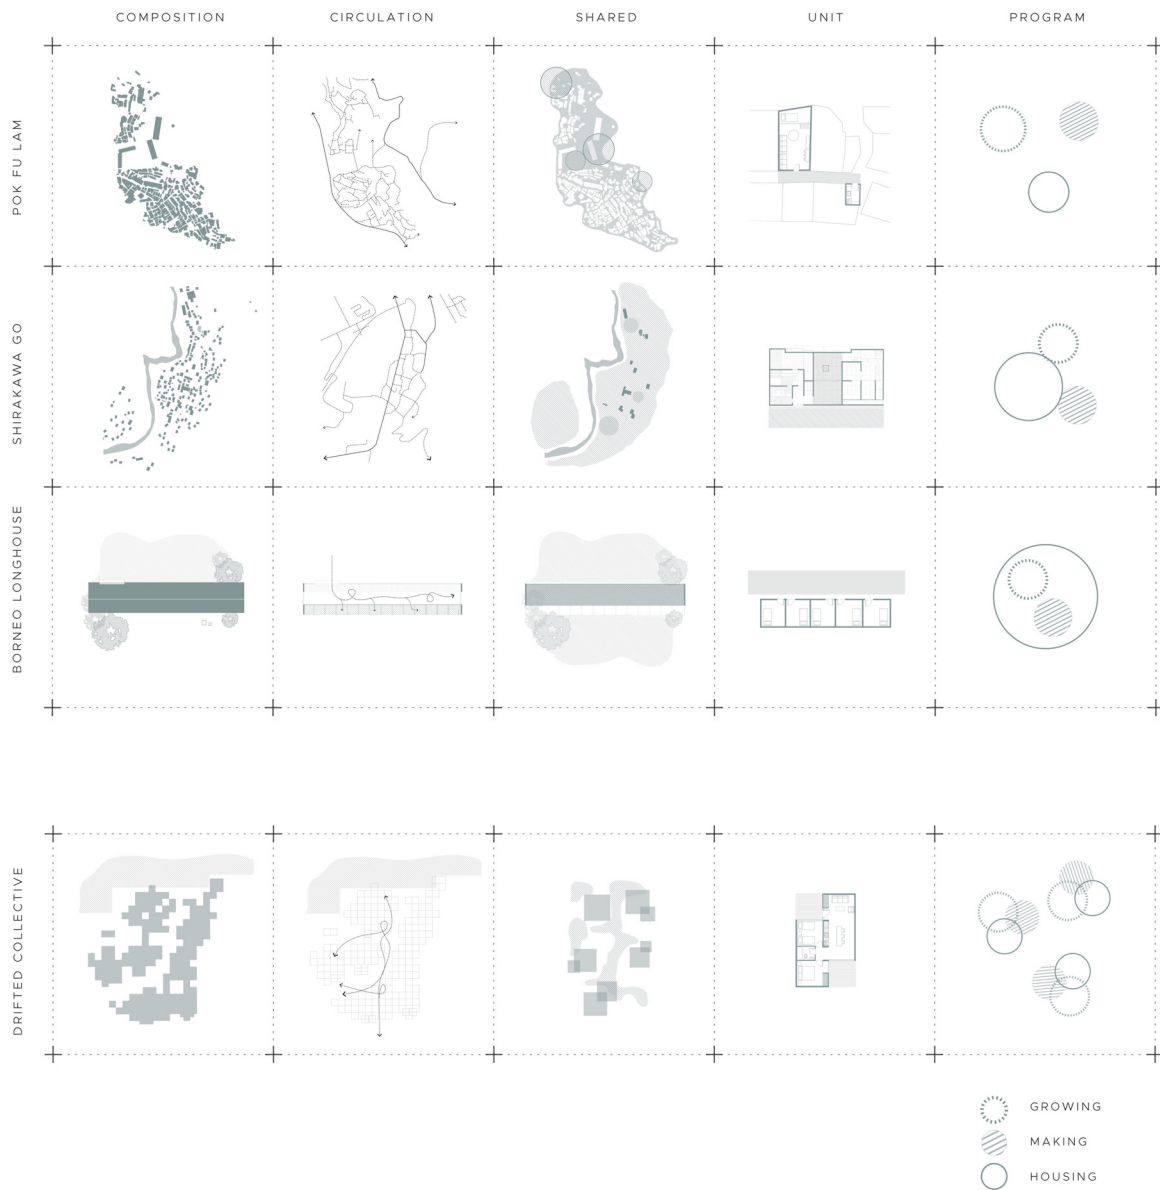 COMPOSITION
CIRCULATION
SHARED
UNIT
PROGRAM
POK FU LAM
SHIRAKAWA GO
BORNEO LONGHOUSE
DRIFTED COLLECTIVE
GROWING
MAKING
HOUSING